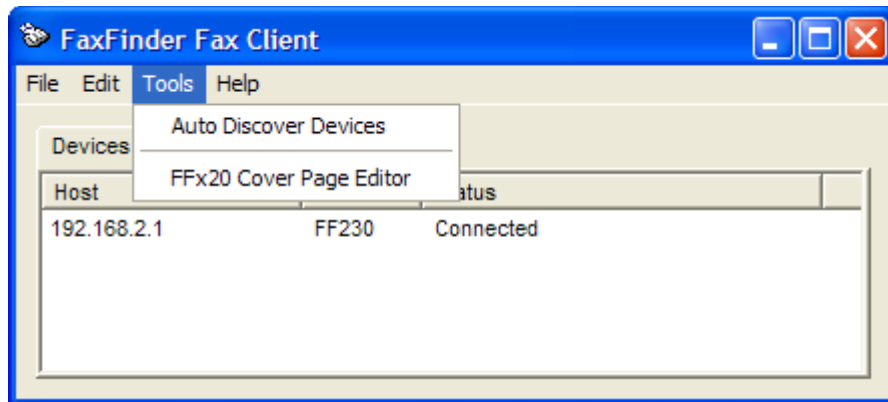 FaxFinder Fax Client
File Edit Tools Help
Auto Discover Devices
Devices
FFx20 Cover Page Editor
Host atus
192.168.2.1 FF230 Connected